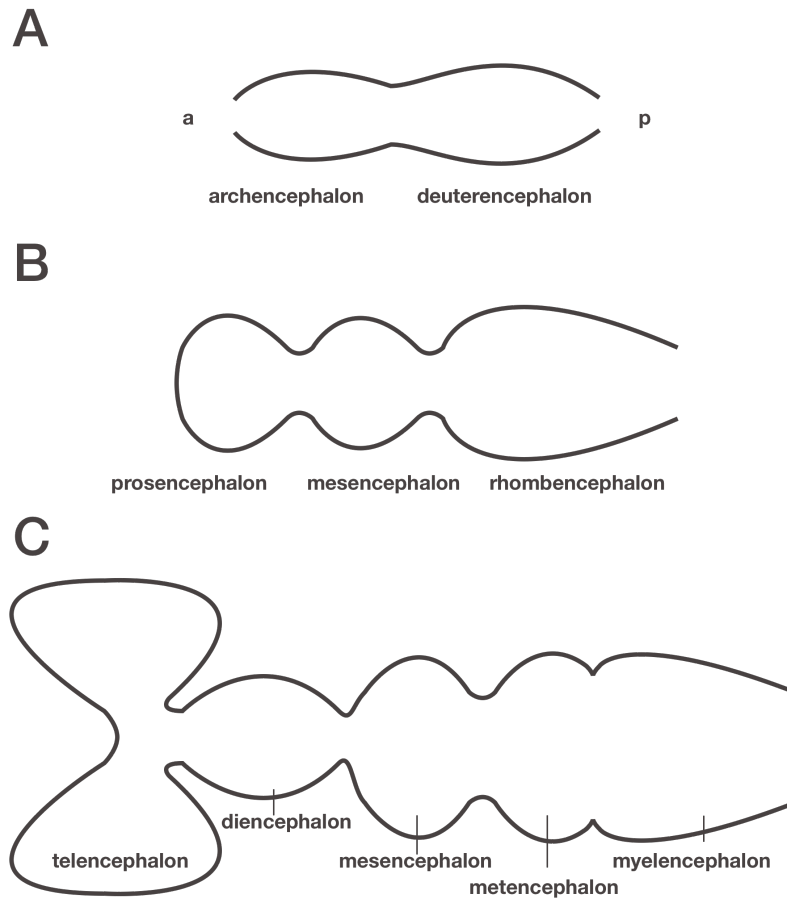 A
a
p
archencephalon deuterencephalon
B
prosencephalon mesencephalon rhombencephalon
C
diencephalon
telencephalon mesencephalon myelencephalon
metencephalon